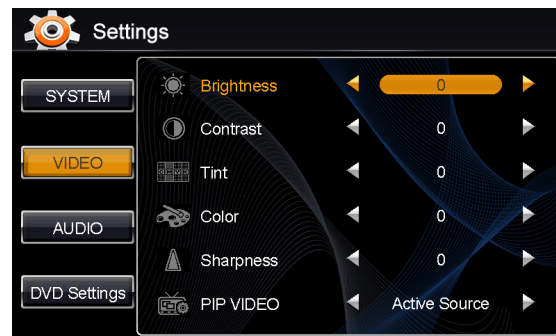 Settings
SYSTEM
VIDEO
AUDIO
DVD Settings
Brightness 0
Contrast 0
Tint 0
Color 0
Sharpness 0
PIP VIDEO Active Source